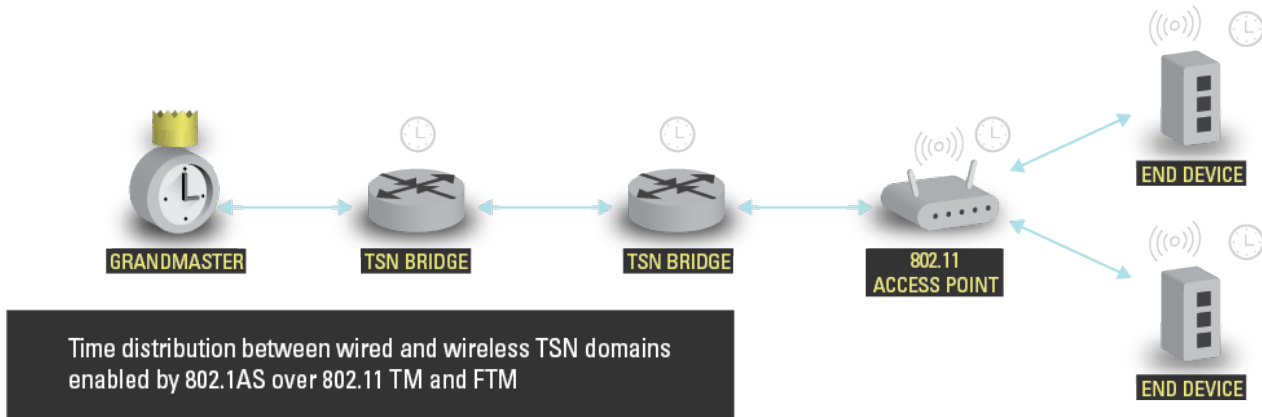 GRANDMASTER
TSN BRIDGE
TSN BRIDGE
802.11
ACCESS POINT
END DEVICE
END DEVICE
Time distribution between wired and wireless TSN domains
enabled by 802.1AS over 802.11 TM and FTM